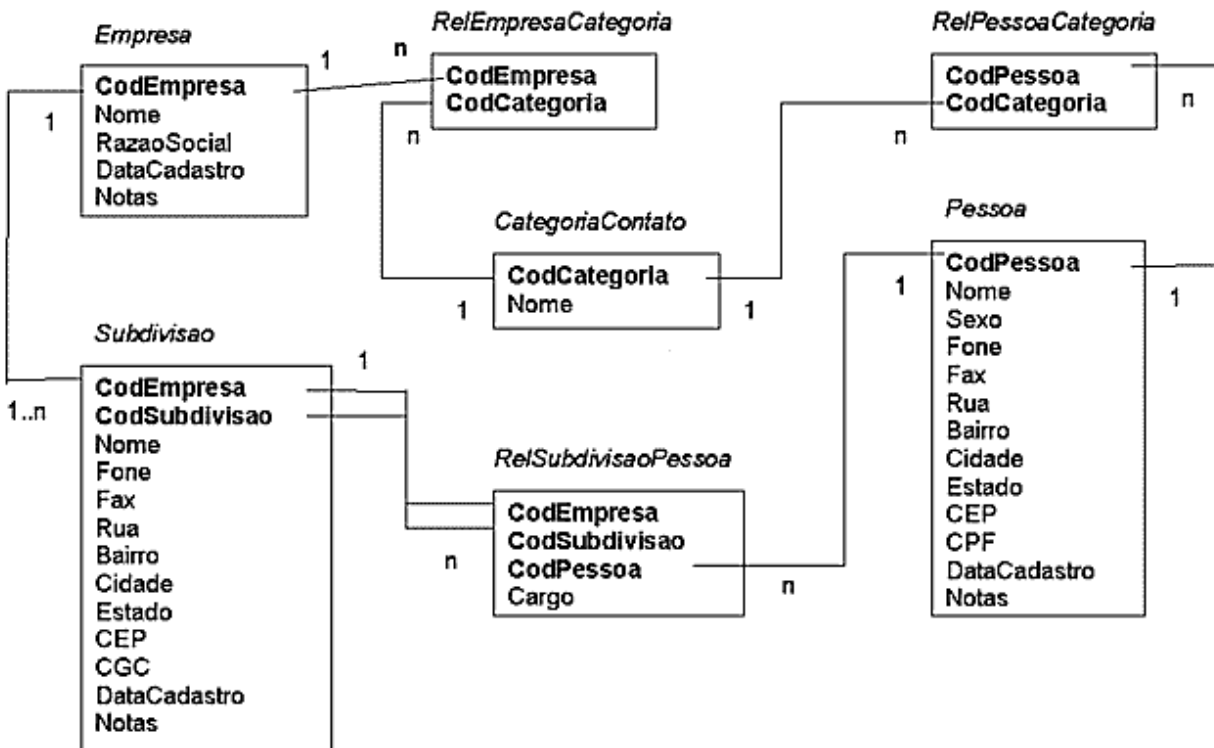 Empresa
1
CodEmpresa
Nome
RazaoSocial
DataCadastro
Notas
1
RelEmpresaCategoria
n
CodEmpresa
CodCategoria
n
RelPessoaCategoria
CodPessoa
CodCategoria
n
n
CategoriaContato
CodCategoria
Nome
1
1
Pessoa
CodPessoa
Nome
Sexo
Fone
Fax
Rua
Bairro
Cidade
Estado
CEP
CPF
DataCadastro
Notas
1
1
Subdivisao
1
CodEmpresa
CodSubdivisao
Nome
Fone
Fax
Rua
Bairro
Cidade
Estado
CEP
CGC
DataCadastro
Notas
1..n
RelSubdivisaoPessoa
CodEmpresa
CodSubdivisao
CodPessoa
Cargo
n
n